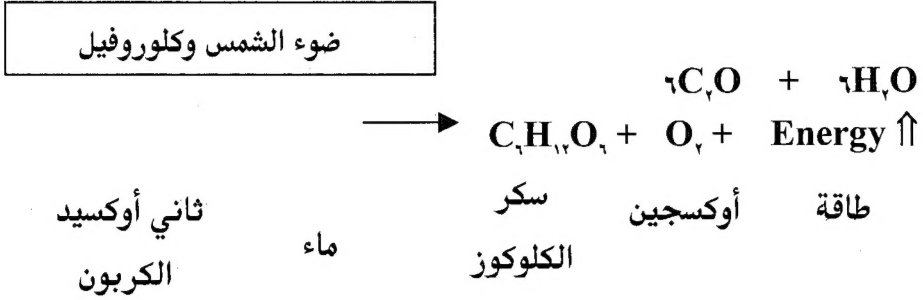 ضوء الشمس وكلوروفيل
٦C٢O + ٦H٢O
C٦H١٢O٦ + O٢ + Energy ⇑
سكر الكلوكوز
أوكسجين
طاقة
ثاني أوكسيد الكربون
ماء